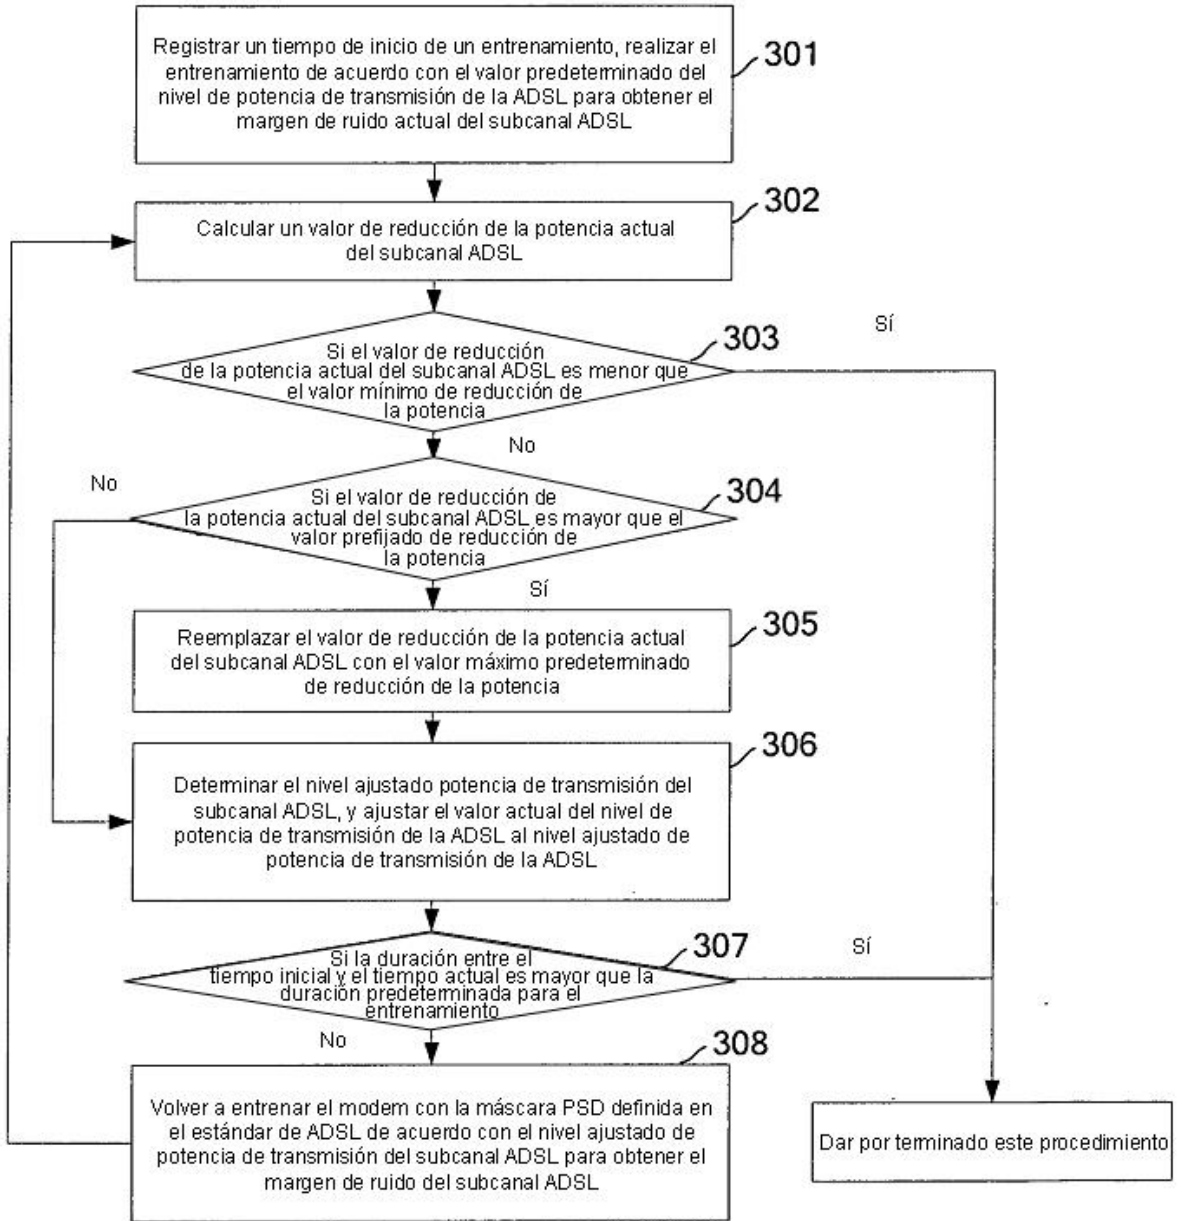 Registrar un tiempo de inicio de un entrenamiento, realizar el
entrenamiento de acuerdo con el valor predeterminado del
nivel de potencia de transmisión de la ADSL para obtener el
margen de ruido actual del subcanal ADSL
301
Calcular un valor de reducción de la potencia actual
del subcanal ADSL
302
Si el valor de reducción
de la potencia actual del subcanal ADSL es menor que
el valor mínimo de reducción de
la potencia
303
Sí
No
Si el valor de reducción de
la potencia actual del subcanal ADSL es mayor que el
valor prefijado de reducción de
la potencia
304
No
Sí
Reemplazar el valor de reducción de la potencia actual
del subcanal ADSL con el valor máximo predeterminado
de reducción de la potencia
305
Determinar el nivel ajustado potencia de transmisión del
subcanal ADSL, y ajustar el valor actual del nivel de
potencia de transmisión de la ADSL al nivel ajustado de
potencia de transmisión de la ADSL
306
Si la duración entre el
tiempo inicial y el tiempo actual es mayor que la
duración predeterminada para el
entrenamiento
307
Sí
No
Volver a entrenar el modem con la máscara PSD definida en
el estándar de ADSL de acuerdo con el nivel ajustado de
potencia de transmisión del subcanal ADSL para obtener el
margen de ruido del subcanal ADSL
308
Dar por terminado este procedimiento